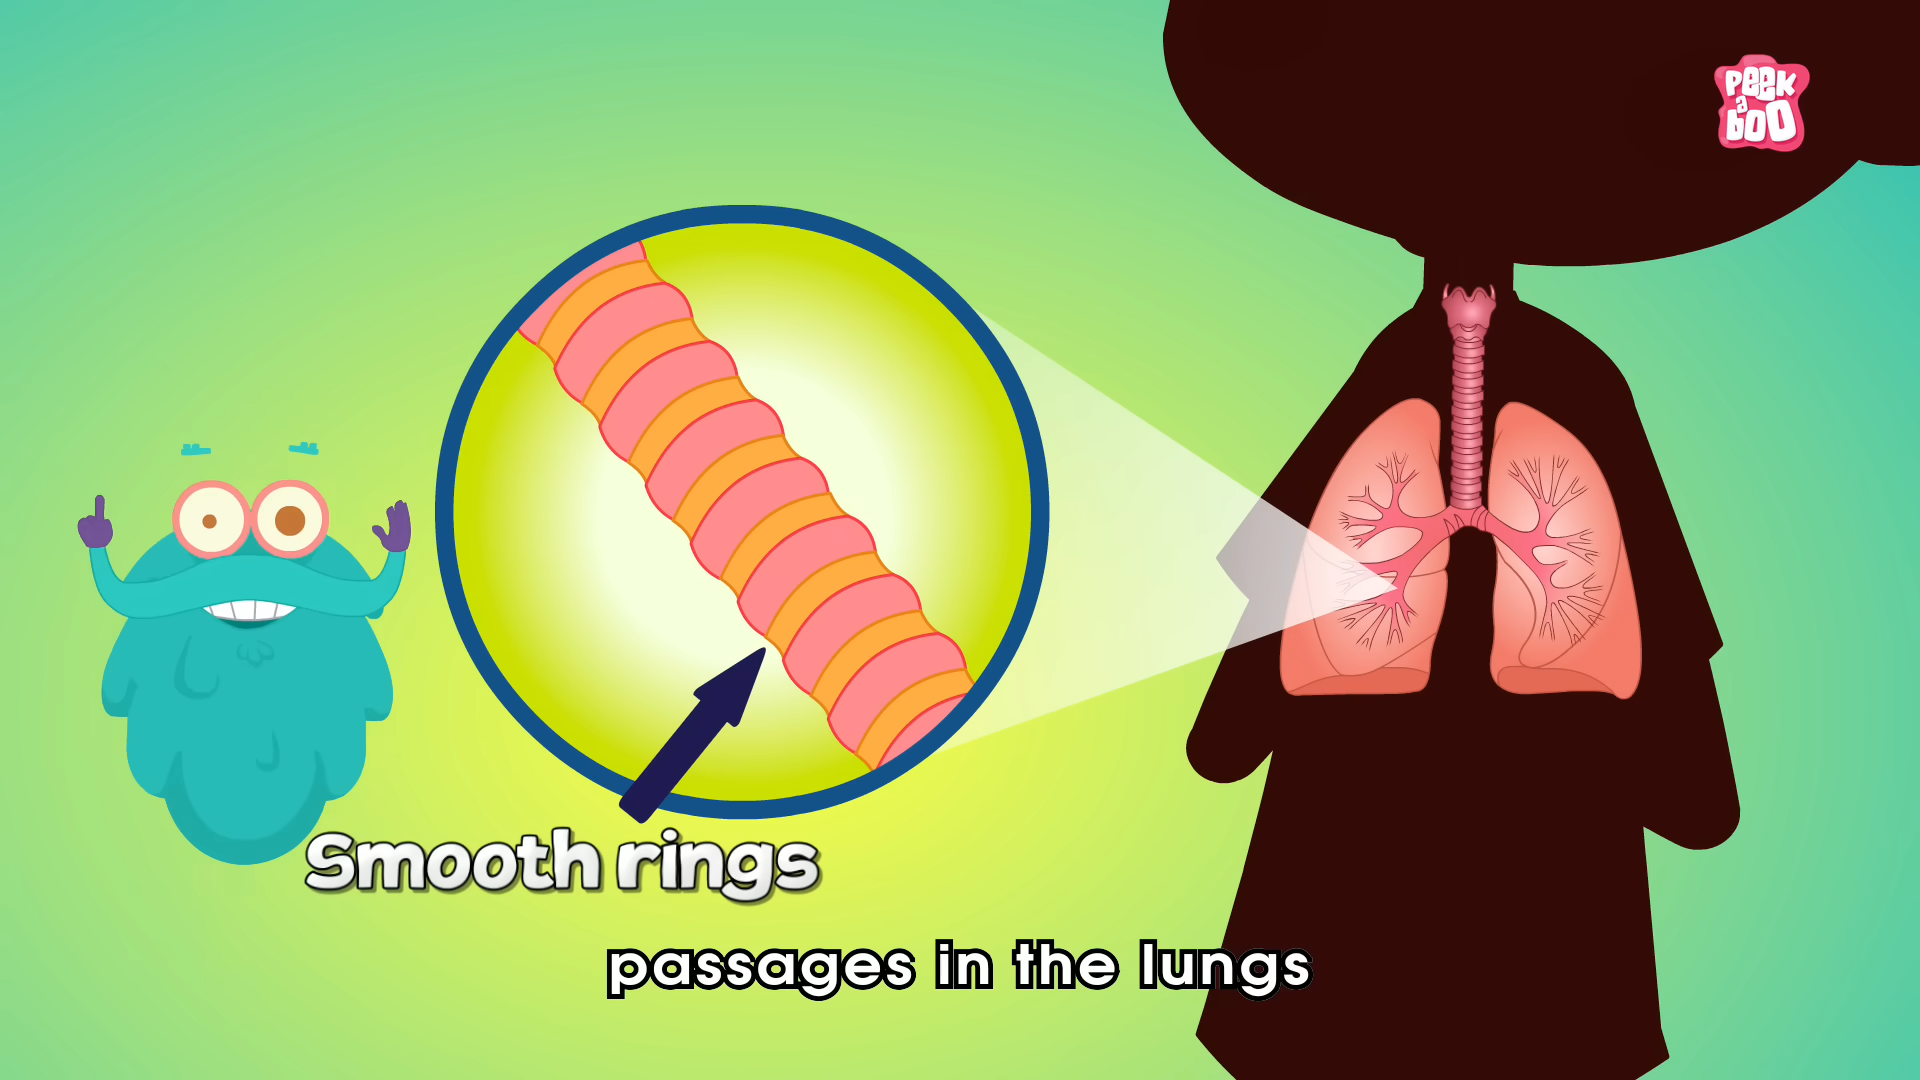 PEEK
a
boo
Smooth rings
passages in the lungs